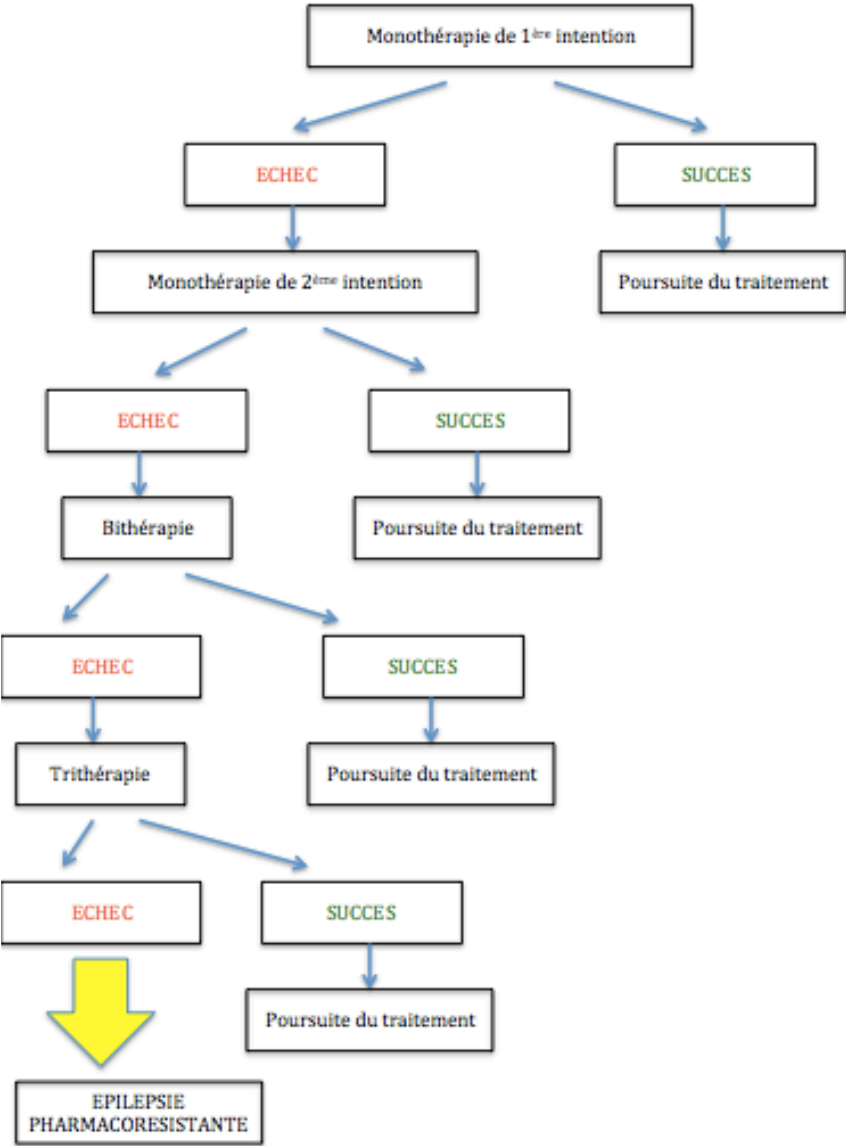 Monothérapie de 1ère intention
ECHEC
SUCCES
Monothérapie de 2ème intention
Poursuite du traitement
ECHEC
SUCCES
Bithérapie
Poursuite du traitement
ECHEC
SUCCES
Trithérapie
Poursuite du traitement
ECHEC
SUCCES
Poursuite du traitement
EPILEPSIE
PHARMACORESISTANTE